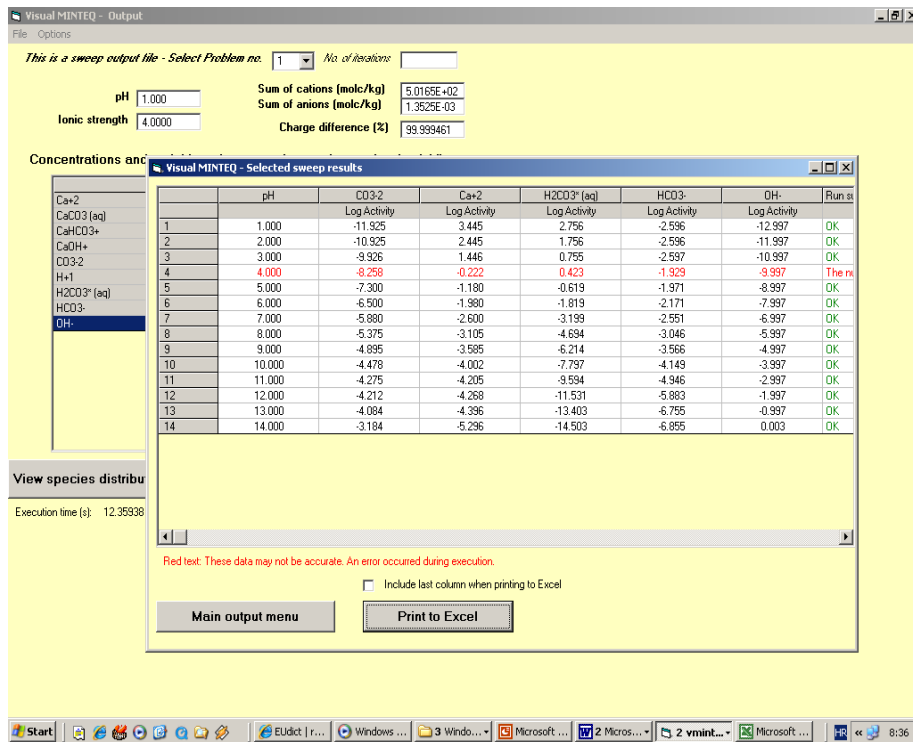 Visual MINTEQ - Output
File Options
This is a sweep output file - Select Problem no. 1 No. of iterations
pH 1.000 Sum of cations (molc/kg) 5.0165E+02
Sum of anions (molc/kg) 1.3525E-03
Ionic strength 4.0000 Charge difference (%) 99.999461
Concentrations and
Ca+2
CaCO3 (aq)
CaHCO3+
CaOH+
CO3-2
H+1
H2CO3* (aq)
HCO3-
OH-
View species distribu
Execution time (s): 12.35938
Visual MINTEQ - Selected sweep results
pH CO3-2 Ca+2 H2CO3* (aq) HCO3- OH- Run su
Log Activity Log Activity Log Activity Log Activity Log Activity
1 1.000 -11.925 3.445 2.756 -2.596 -12.997 OK
2 2.000 -10.925 2.445 1.756 -2.596 -11.997 OK
3 3.000 -9.926 1.446 0.755 -2.597 -10.997 OK
4 4.000 -8.258 -0.222 0.423 -1.929 -9.997 The nu
5 5.000 -7.300 -1.180 -0.619 -1.971 -8.997 OK
6 6.000 -6.500 -1.980 -1.819 -2.171 -7.997 OK
7 7.000 -5.880 -2.600 -3.199 -2.551 -6.997 OK
8 8.000 -5.375 -3.105 -4.694 -3.046 -5.997 OK
9 9.000 -4.895 -3.585 -6.214 -3.566 -4.997 OK
10 10.000 -4.478 -4.002 -7.797 -4.149 -3.997 OK
11 11.000 -4.275 -4.205 -9.594 -4.946 -2.997 OK
12 12.000 -4.212 -4.268 -11.531 -5.883 -1.997 OK
13 13.000 -4.084 -4.396 -13.403 -6.755 -0.997 OK
14 14.000 -3.184 -5.296 -14.503 -6.855 0.003 OK
Red text: These data may not be accurate. An error occurred during execution.
Include last column when printing to Excel
Main output menu Print to Excel
Start EUdict | r... Windows ... 3 Windo... Microsoft ... 2 Micros... 2 vmint... Microsoft ... HR « 8:36